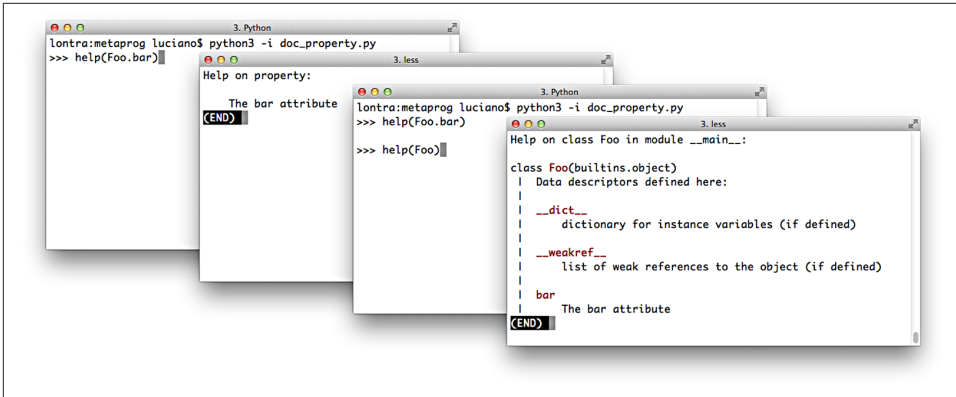 3. Python
lontra:metaprog luciano$ python3 -i doc_property.py
>>> help(Foo.bar)
3. less
Help on property:
The bar attribute
(END)
3. Python
lontra:metaprog luciano$ python3 -i doc_property.py
>>> help(Foo.bar)
>>> help(Foo)
3. less
Help on class Foo in module __main__:
class Foo(builtins.object)
|  Data descriptors defined here:
|
|  __dict__
|      dictionary for instance variables (if defined)
|
|  __weakref__
|      list of weak references to the object (if defined)
|
|  bar
|      The bar attribute
(END)